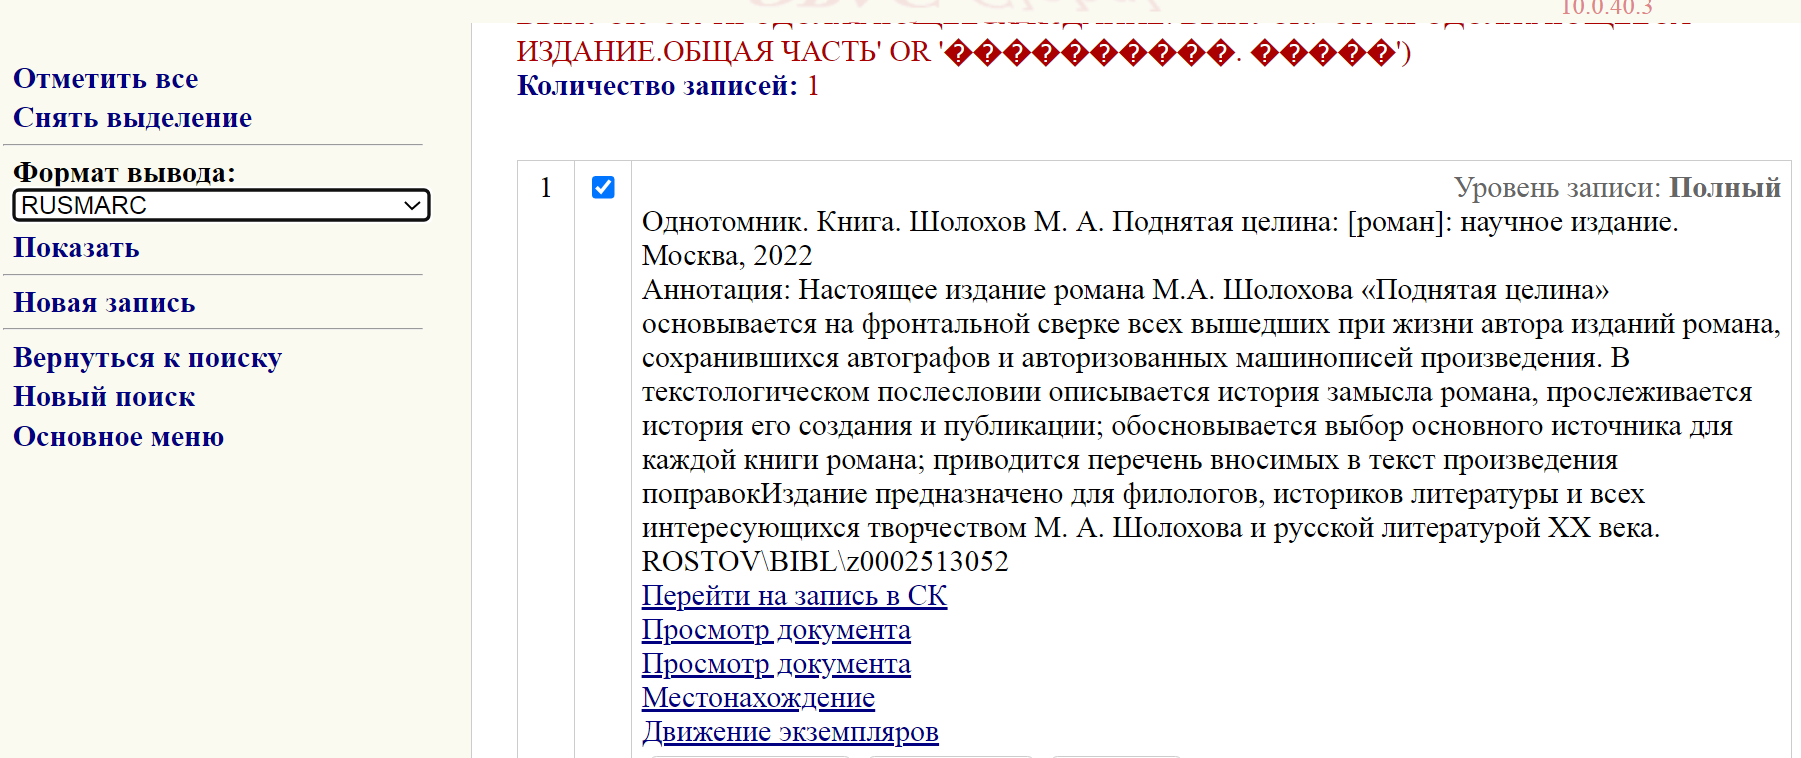 10.0.40.3
Отметить все
Снять выделение
Формат вывода:
RUSMARC
Показать
Новая запись
Вернуться к поиску
Новый поиск
Основное меню
ИЗДАНИЕ.ОБЩАЯ ЧАСТЬ' OR '����������. �����')
Количество записей: 1
1
Уровень записи: Полный
Однотомник. Книга. Шолохов М. А. Поднятая целина: [роман]: научное издание.
Москва, 2022
Аннотация: Настоящее издание романа М.А. Шолохова «Поднятая целина»
основывается на фронтальной сверке всех вышедших при жизни автора изданий романа,
сохранившихся автографов и авторизованных машинописей произведения. В
текстологическом послесловии описывается история замысла романа, прослеживается
история его создания и публикации; обосновывается выбор основного источника для
каждой книги романа; приводится перечень вносимых в текст произведения
поправокИздание предназначено для филологов, историков литературы и всех
интересующихся творчеством М. А. Шолохова и русской литературой XX века.
ROSTOV\BIBL\z0002513052
Перейти на запись в СК
Просмотр документа
Просмотр документа
Местонахождение
Движение экземпляров